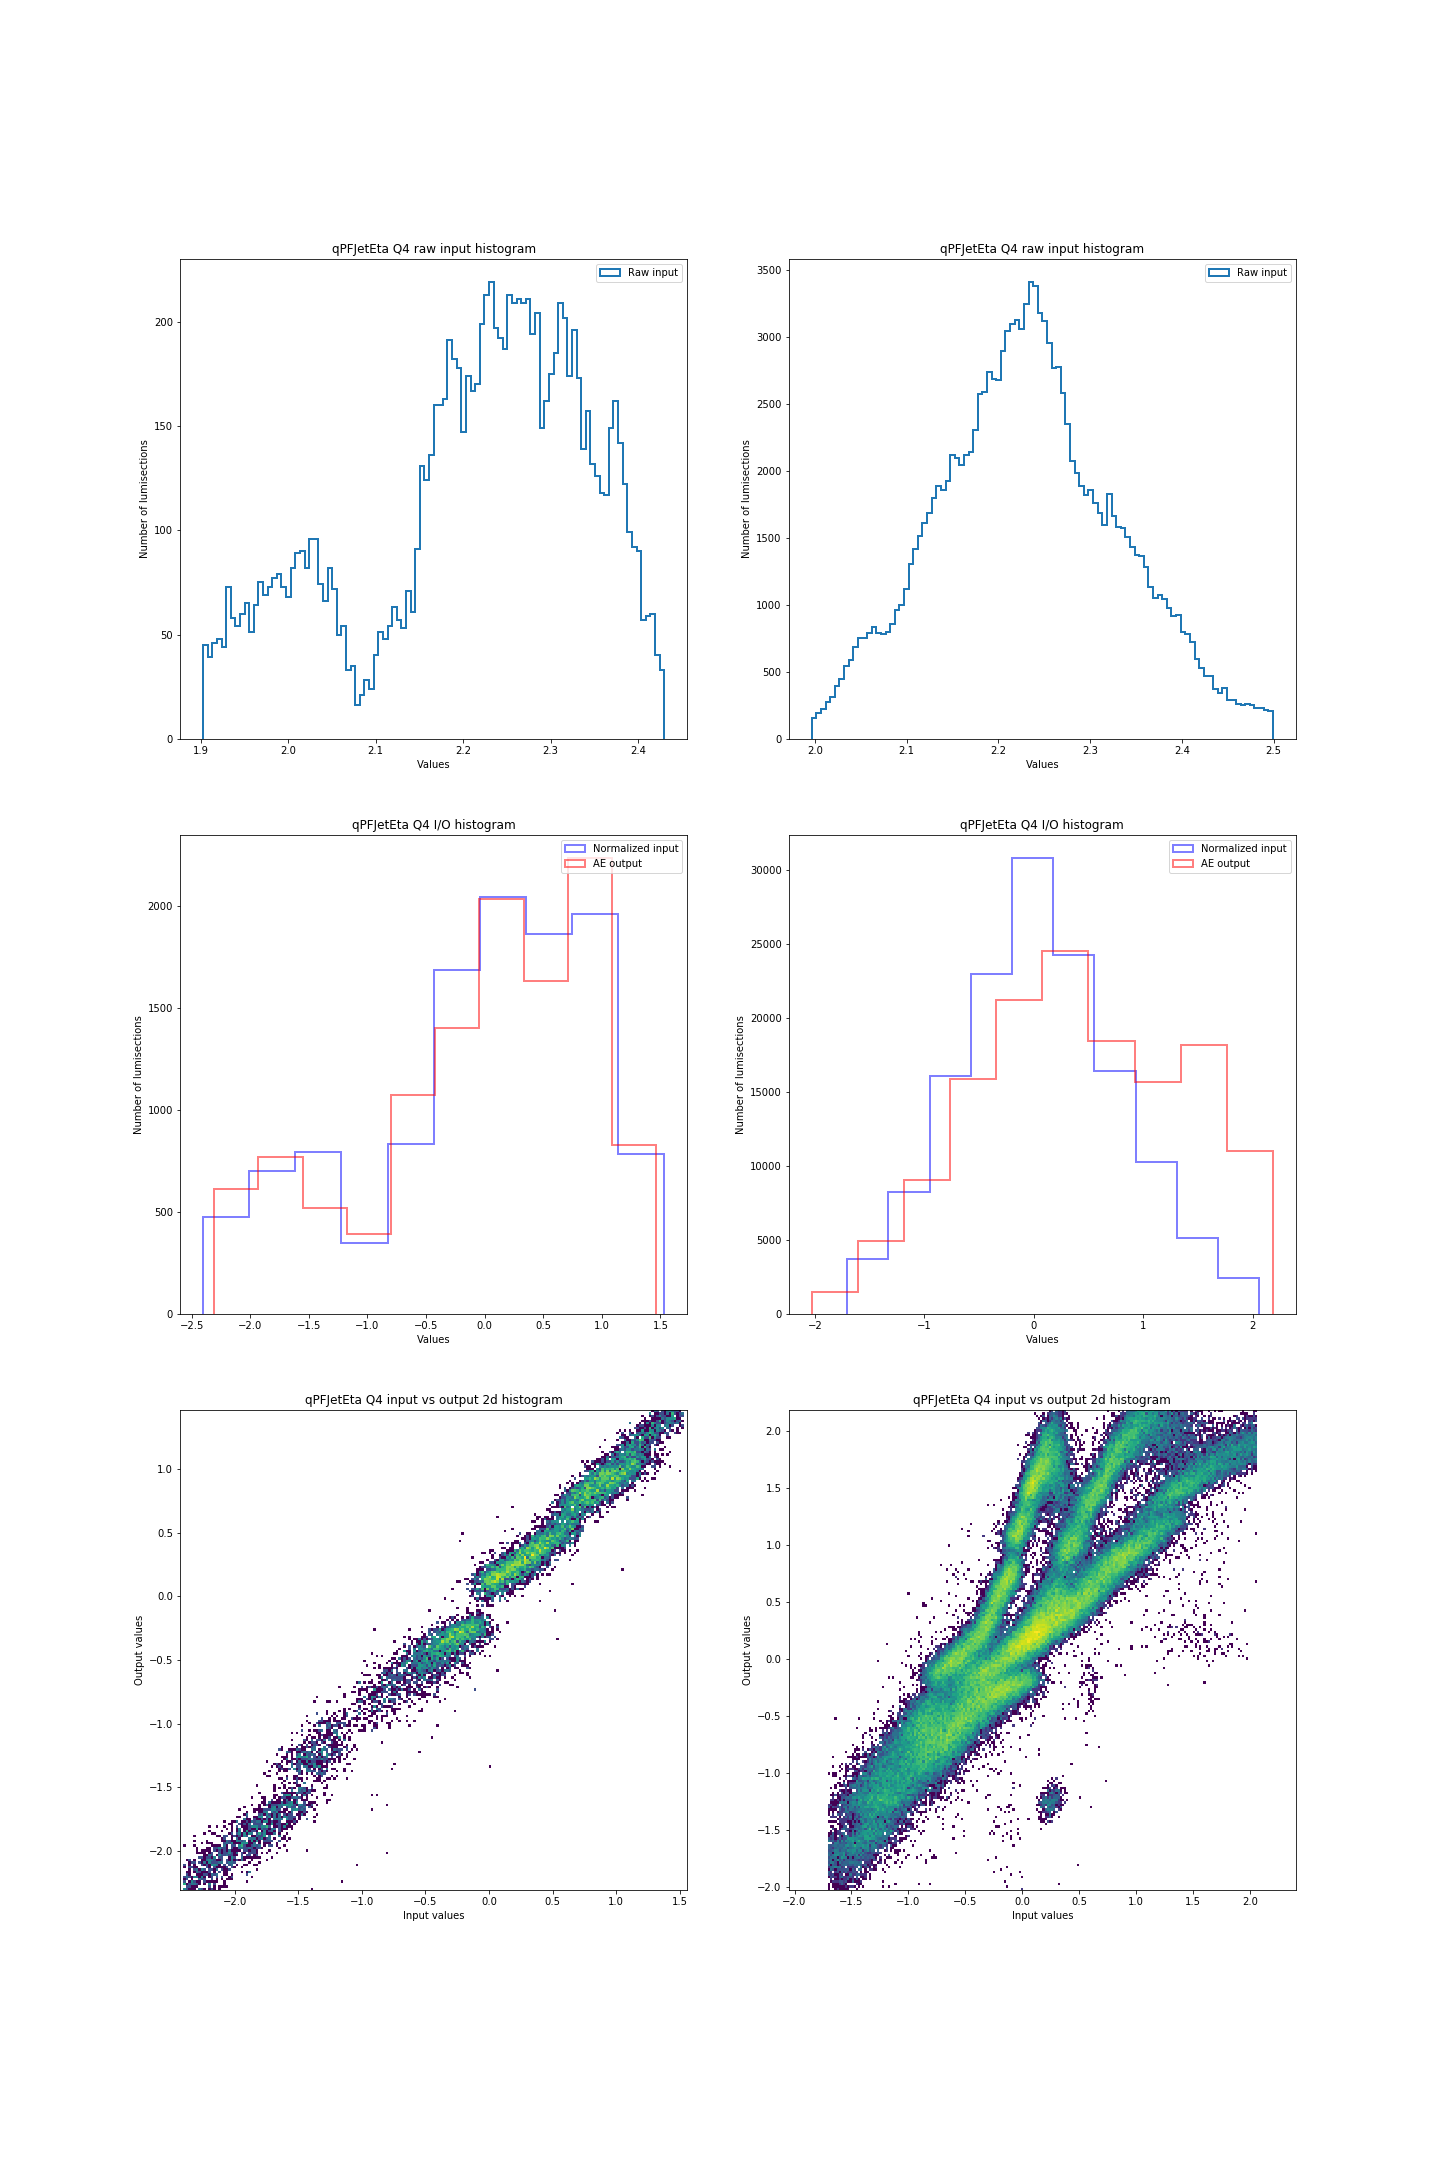 qPFJetEta Q4 raw input histogram
Raw input
Number of lumisections
200
150
100
50
0
1.9 2.0 2.1 2.2 2.3 2.4
Values
qPFJetEta Q4 raw input histogram
Raw input
Number of lumisections
3500
3000
2500
2000
1500
1000
500
0
2.0 2.1 2.2 2.3 2.4 2.5
Values
qPFJetEta Q4 I/O histogram
Normalized input
AE output
Number of lumisections
2000
1500
1000
500
0
−2.5 −2.0 −1.5 −1.0 −0.5 0.0 0.5 1.0 1.5
Values
qPFJetEta Q4 I/O histogram
Normalized input
AE output
Number of lumisections
30000
25000
20000
15000
10000
5000
0
−2 −1 0 1 2
Values
qPFJetEta Q4 input vs output 2d histogram
Output values
1.0
0.5
0.0
−0.5
−1.0
−1.5
−2.0
−2.0 −1.5 −1.0 −0.5 0.0 0.5 1.0 1.5
Input values
qPFJetEta Q4 input vs output 2d histogram
Output values
2.0
1.5
1.0
0.5
0.0
−0.5
−1.0
−1.5
−2.0
−2.0 −1.5 −1.0 −0.5 0.0 0.5 1.0 1.5 2.0
Input values